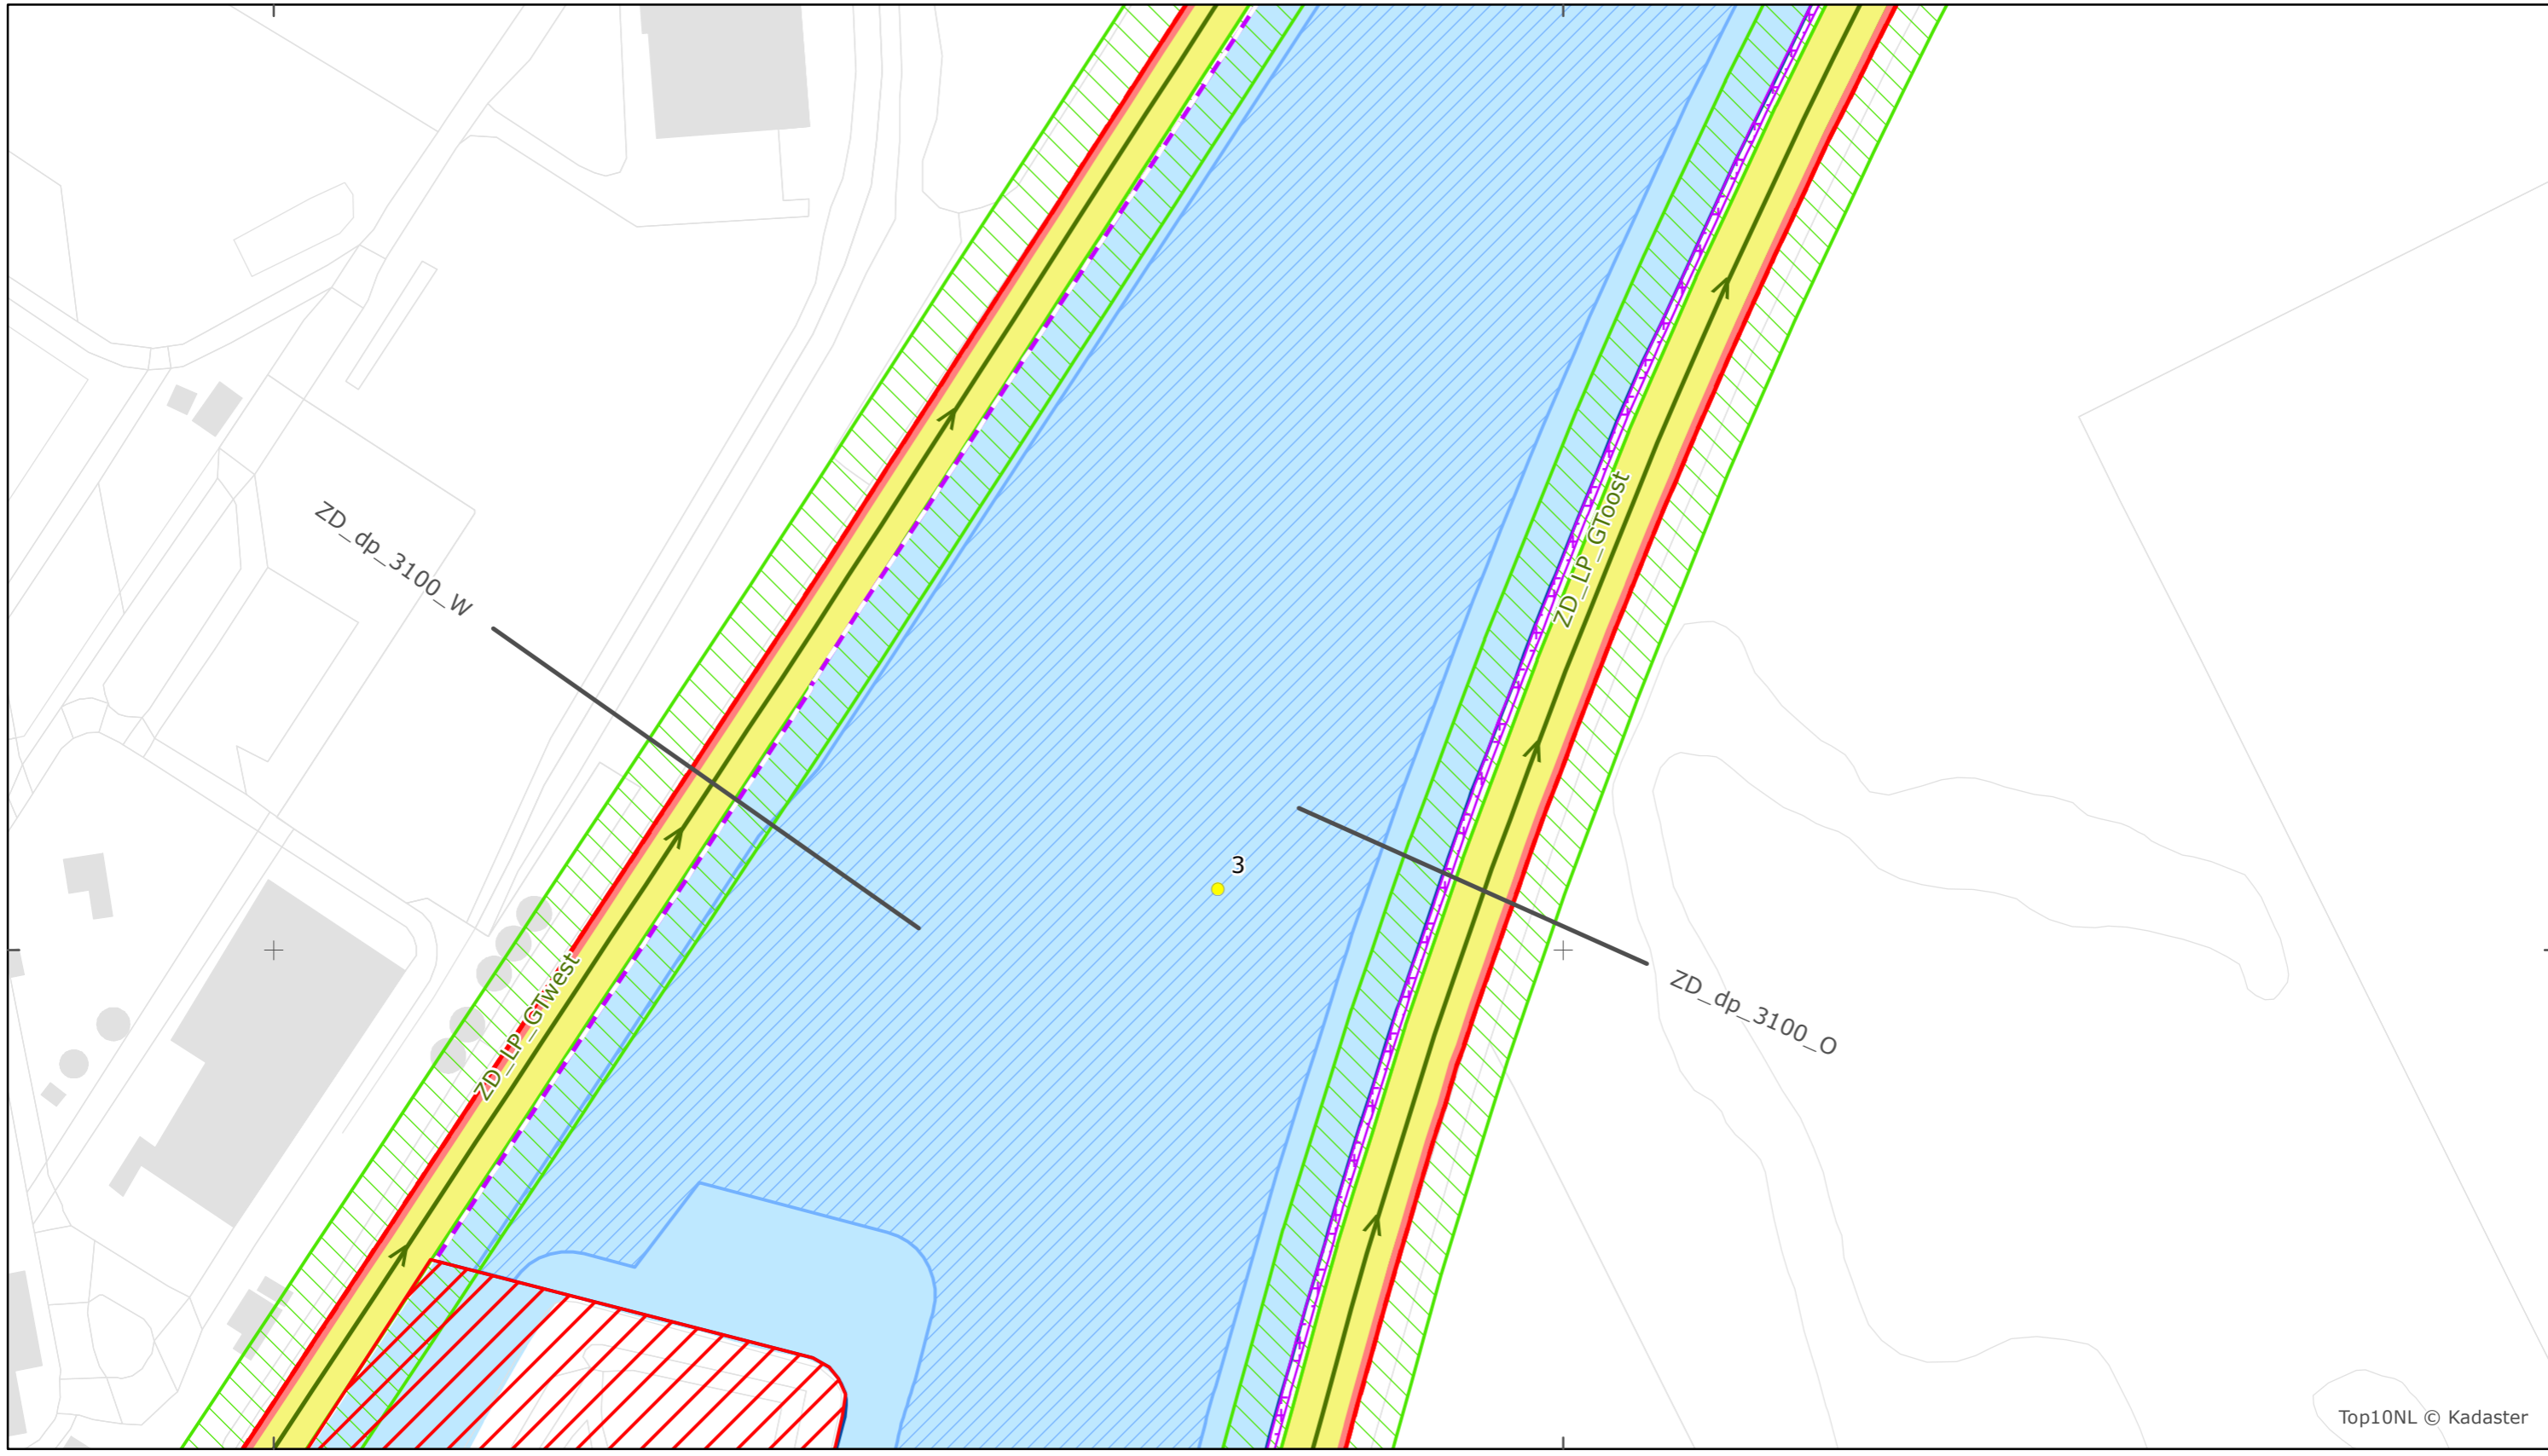 ZD_LP_GToost
ZD_dp_3100_W
3
ZD_LP_GTwest
ZD_dp_3100_O
Top10NL © Kadaster